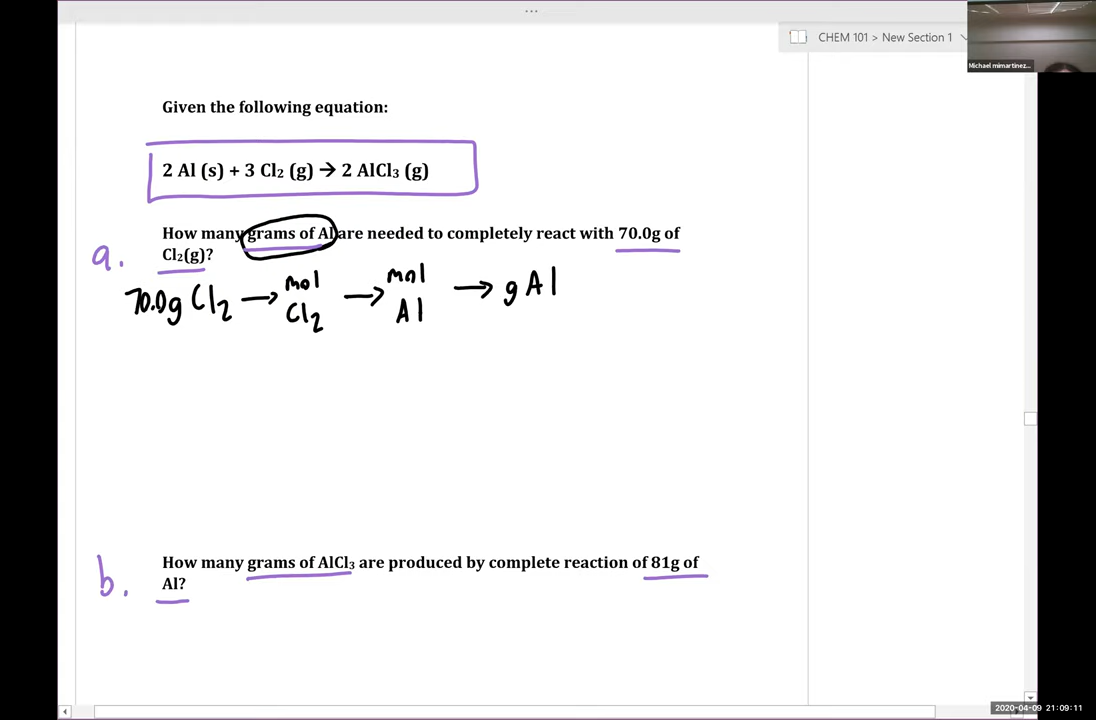 ...
CHEM 101 > New Section 1
Michael mimartinez...
Given the following equation:
2 Al (s) + 3 Cl₂ (g) → 2 AlCl₃ (g)
a.
How many grams of Al are needed to completely react with 70.0g of
Cl₂(g)?
70.0g Cl₂ → mol Cl₂ → mol Al → g Al
b.
How many grams of AlCl₃ are produced by complete reaction of 81g of
Al?
2020-04-09 21:09:11